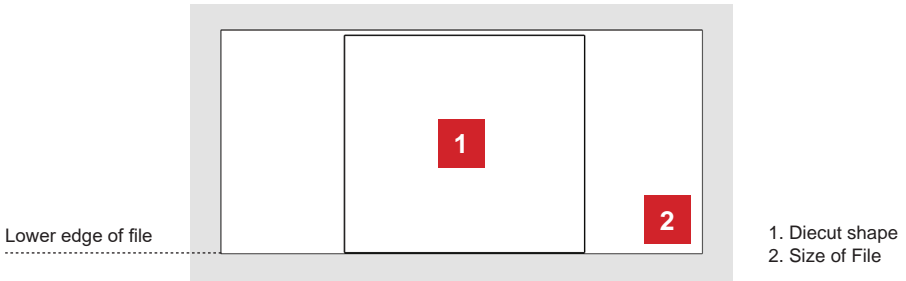 1
2
Lower edge of file
1. Diecut shape
2. Size of File